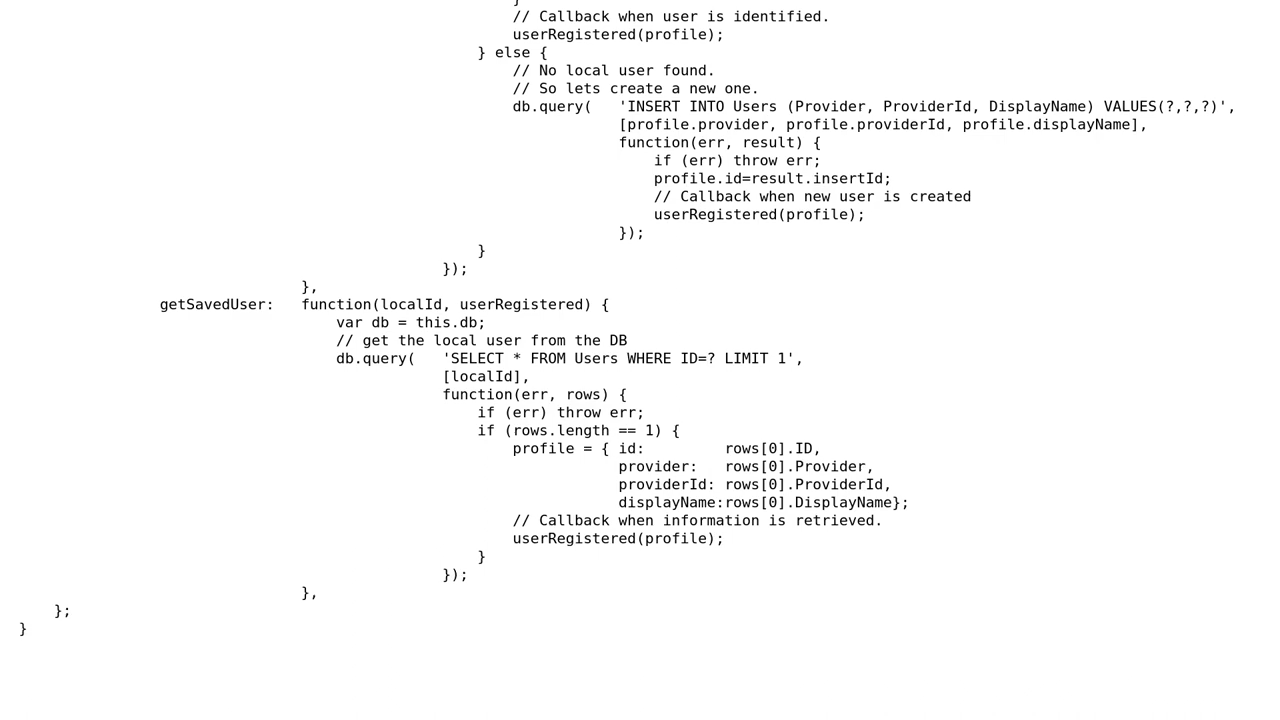 }
// Callback when user is identified.
userRegistered(profile);
} else {
// No local user found.
// So lets create a new one.
db.query( 'INSERT INTO Users (Provider, ProviderId, DisplayName) VALUES(?,?,?)',
[profile.provider, profile.providerId, profile.displayName],
function(err, result) {
if (err) throw err;
profile.id=result.insertId;
// Callback when new user is created
userRegistered(profile);
});
}
});
},
getSavedUser: function(localId, userRegistered) {
var db = this.db;
// get the local user from the DB
db.query( 'SELECT * FROM Users WHERE ID=? LIMIT 1',
[localId],
function(err, rows) {
if (err) throw err;
if (rows.length == 1) {
profile = { id: rows[0].ID,
provider: rows[0].Provider,
providerId: rows[0].ProviderId,
displayName:rows[0].DisplayName};
// Callback when information is retrieved.
userRegistered(profile);
}
});
},
};
}